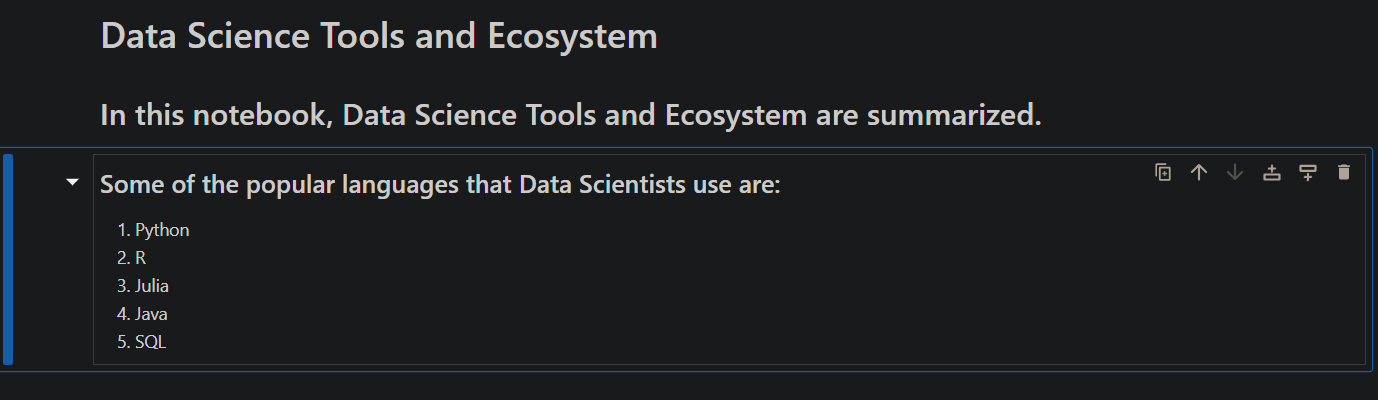 Data Science Tools and Ecosystem
In this notebook, Data Science Tools and Ecosystem are summarized.
Some of the popular languages that Data Scientists use are:
1. Python
2. R
3. Julia
4. Java
5. SQL